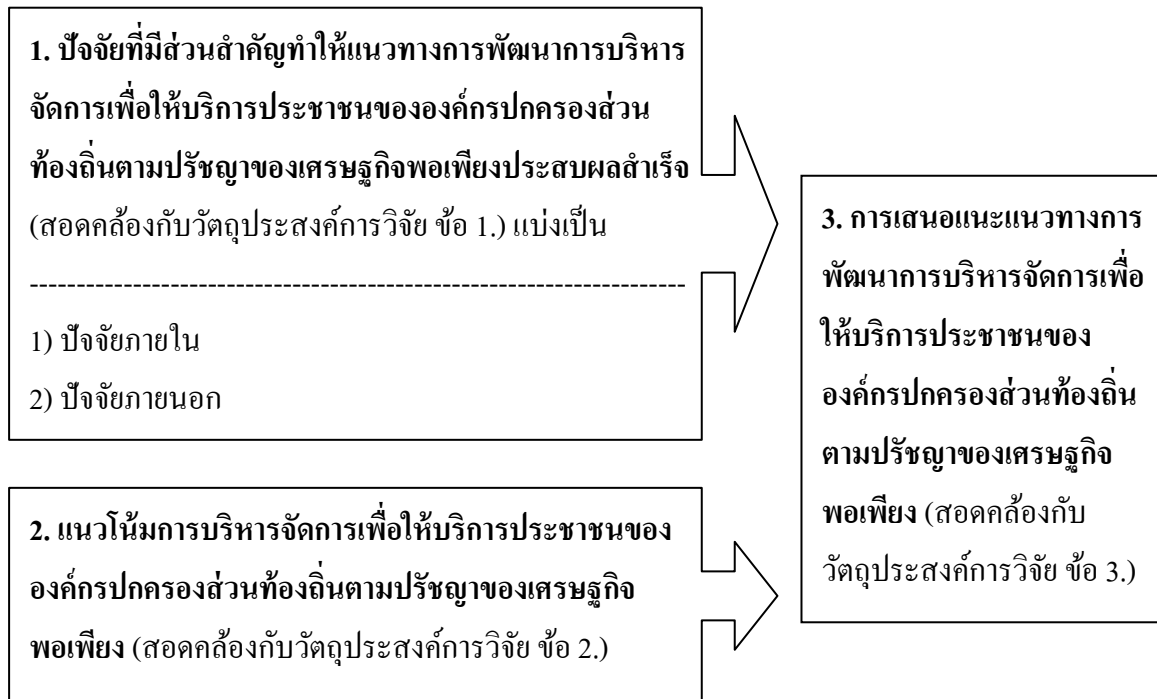 1. ปัจจัยที่มีส่วนสำคัญทำให้แนวทางการพัฒนาการบริหาร
จัดการเพื่อให้บริการประชาชนขององค์กรปกครองส่วน
ท้องถิ่นตามปรัชญาของเศรษฐกิจพอเพียงประสบผลสำเร็จ
(สอดคล้องกับวัตถุประสงค์การวิจัย ข้อ 1.) แบ่งเป็น
----------------------------------------------------------------------
1) ปัจจัยภายใน
2) ปัจจัยภายนอก
2. แนวโน้มการบริหารจัดการเพื่อให้บริการประชาชนของ
องค์กรปกครองส่วนท้องถิ่นตามปรัชญาของเศรษฐกิจ
พอเพียง (สอดคล้องกับวัตถุประสงค์การวิจัย ข้อ 2.)
3. การเสนอแนะแนวทางการ
พัฒนาการบริหารจัดการเพื่อ
ให้บริการประชาชนของ
องค์กรปกครองส่วนท้องถิ่น
ตามปรัชญาของเศรษฐกิจ
พอเพียง (สอดคล้องกับ
วัตถุประสงค์การวิจัย ข้อ 3.)